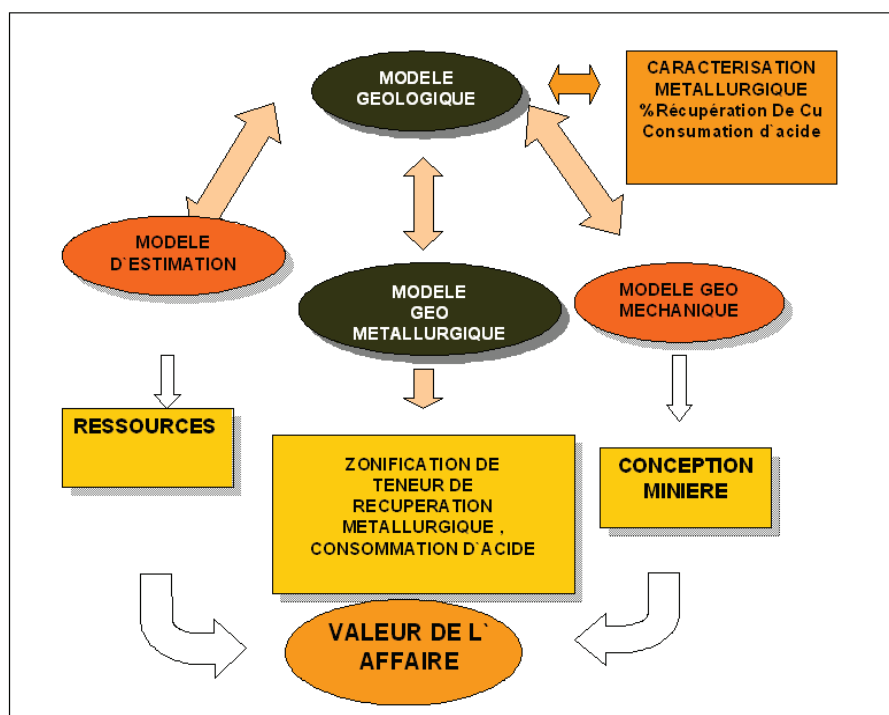 MODELE
GEOLOGIQUE
CARACTERISATION
METALLURGIQUE
%Récupération De Cu
Consumation d`acide
MODELE
D`ESTIMATION
MODELE
GEO
METALLURGIQUE
MODELE GEO
MECHANIQUE
RESSOURCES
ZONIFICATION DE
TENEUR DE
RECUPERATION
METALLURGIQUE ,
CONSOMMATION D`ACIDE
CONCEPTION
MINIERE
VALEUR DE L`
AFFAIRE